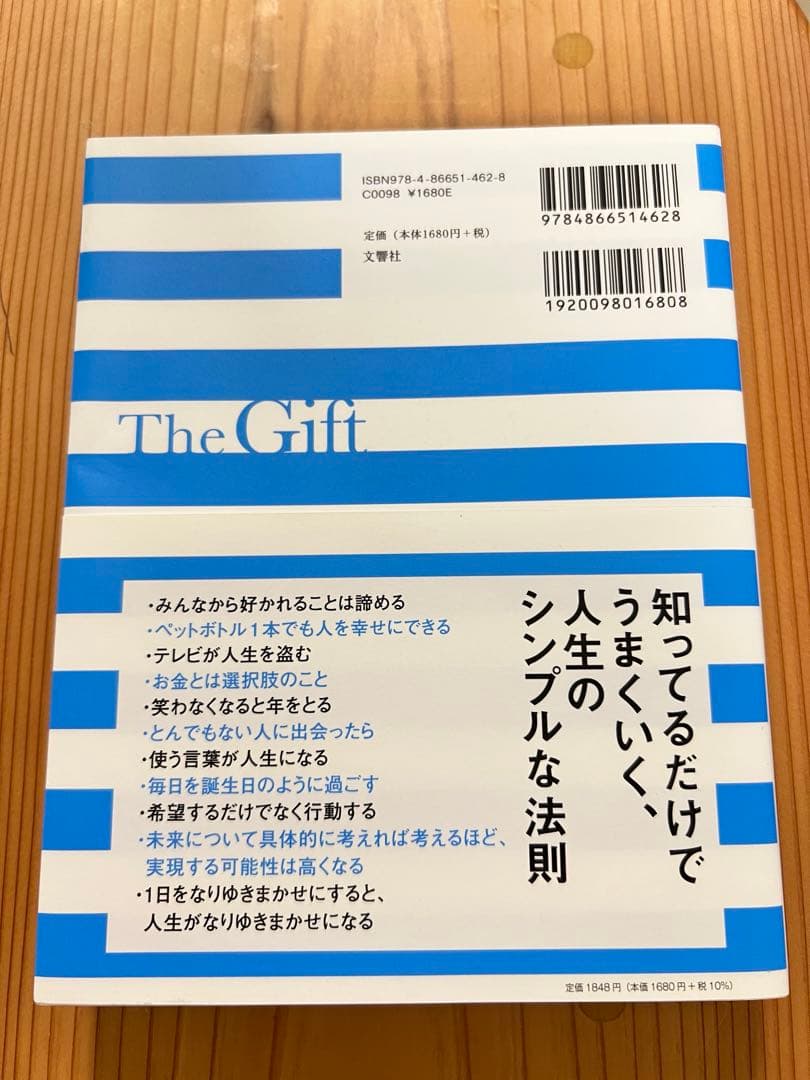 ISBN978-4-86651-462-8
C0098 ¥1680E
定価（本体1680円＋税）
文響社
9784866514628
1920098016808
The Gift
知ってるだけで
うまくいく、
人生の
シンプルな法則
・みんなから好かれることは諦める
・ペットボトル1本でも人を幸せにできる
・テレビが人生を盗む
・お金とは選択肢のこと
・笑わなくなると年をとる
・とんでもない人に出会ったら
・使う言葉が人生になる
・毎日を誕生日のように過ごす
・希望するだけでなく行動する
・未来について具体的に考えれば考えるほど、
実現する可能性は高くなる
・1日をなりゆきまかせにすると、
人生がなりゆきまかせになる
定価1848円（本価1680円＋税10%）